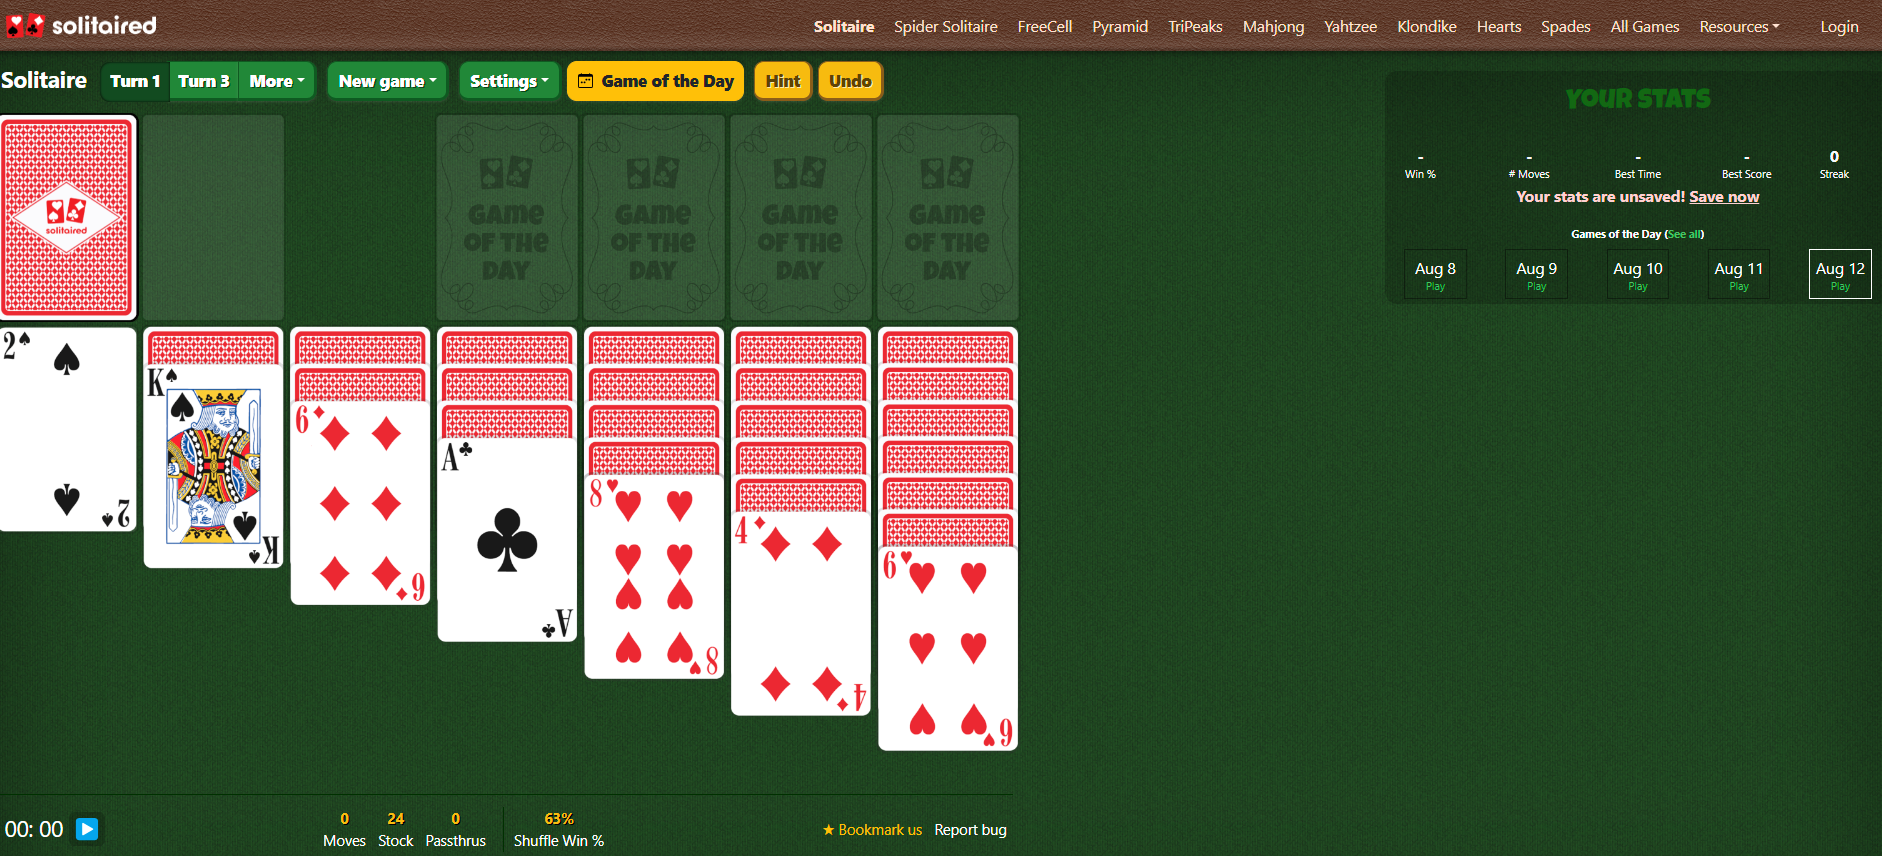 solitaired
Solitaire Spider Solitaire FreeCell Pyramid TriPeaks Mahjong Yahtzee Klondike Hearts Spades All Games Resources Login
Solitaire Turn 1 Turn 3 More New game Settings Game of the Day Hint Undo
YOUR STATS
- - - - 0
Win % # Moves Best Time Best Score Streak
Your stats are unsaved! Save now
Games of the Day (See all)
Aug 8 Aug 9 Aug 10 Aug 11 Aug 12
Play Play Play Play Play
solitaired
GAME OF THE DAY
GAME OF THE DAY
GAME OF THE DAY
GAME OF THE DAY
2♠
2♠
K♠
K♠
6♦
6♦
A♣
A♣
8♥
8♥
4♦
4♦
6♥
6♥
00: 00
0 24 0 63%
Moves Stock Passthrus Shuffle Win %
★ Bookmark us Report bug